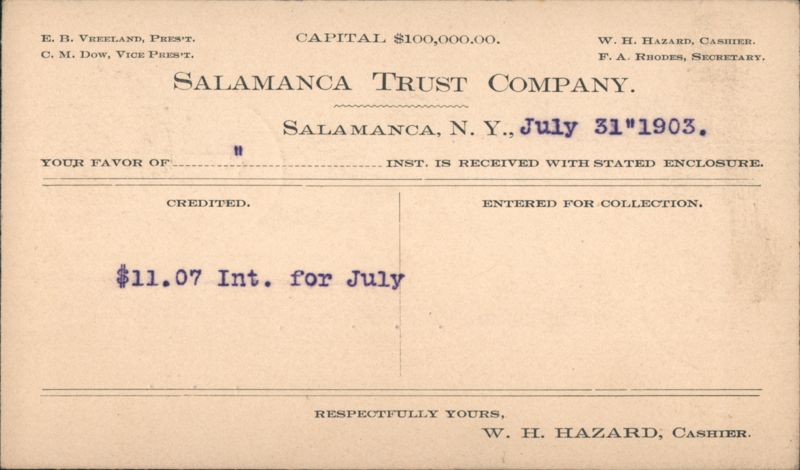 E. B. Vreeland, Pres't.
CAPITAL $100,000.00.
W. H. Hazard, Cashier.
C. M. Dow, Vice Pres't.
F. A. Rhodes, Secretary.
Salamanca Trust Company.
Salamanca, N. Y., July 31"1903.
YOUR FAVOR OF " INST. IS RECEIVED WITH STATED ENCLOSURE.
CREDITED.
ENTERED FOR COLLECTION.
$11.07 Int. for July
RESPECTFULLY YOURS,
W. H. HAZARD, Cashier.